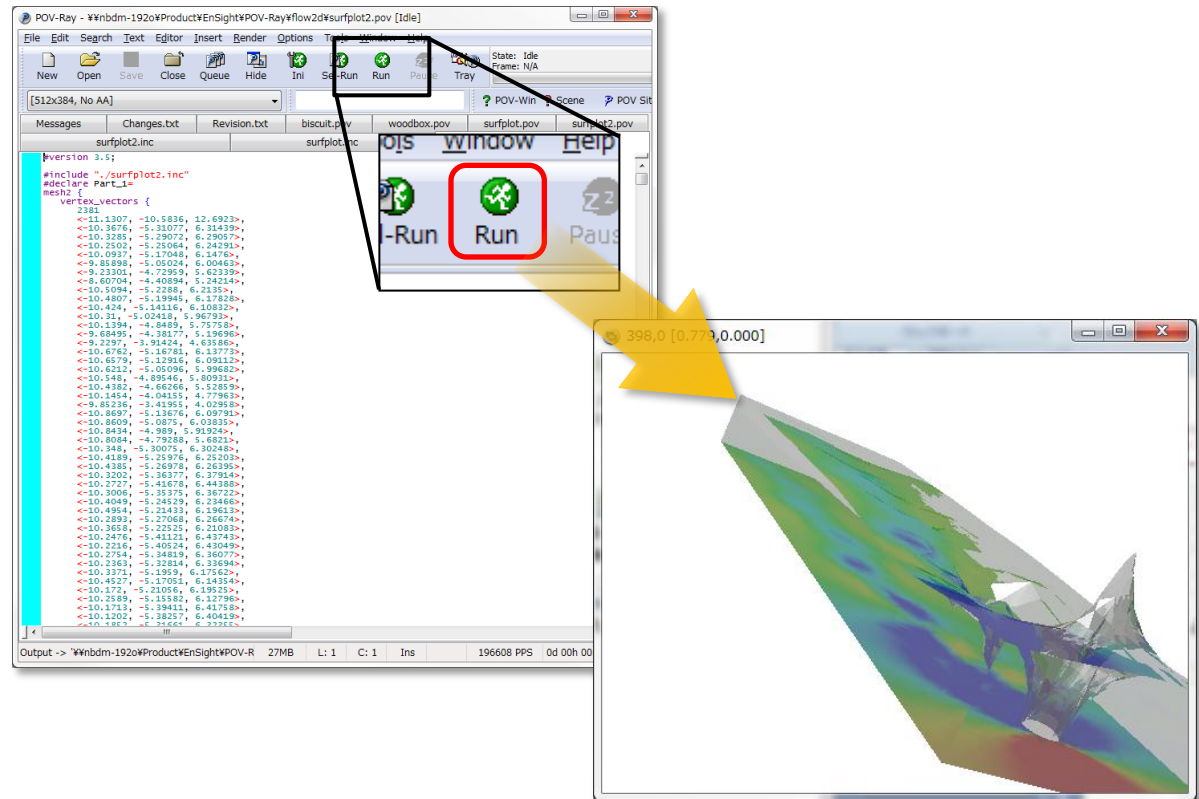 POV-Ray - ¥¥nbdm-192o¥Product¥EnSight¥POV-Ray¥flow2d¥surfplot2.pov [Idle]
File Edit Search Text Editor Insert Render Options Tools Window Help
New Open Save Close Queue Hide Ini Sel-Run Run Pause Tray
State: Idle
Frame: N/A
[512x384, No AA]
? POV-Win ? Scene POV Sit
Messages Changes.txt Revision.txt biscuit.pov woodbox.pov surfplot.pov surfplot2.pov
surfplot2.inc surfplot.inc
#version 3.5;
#include "./surfplot2.inc"
#declare Part_1=
mesh2 {
vertex_vectors {
2381
<-11.1307, -10.5836, 12.6923>,
<-10.3676, -5.31077, 6.31439>,
<-10.3285, -5.29072, 6.29057>,
<-10.2502, -5.25064, 6.24291>,
<-10.0937, -5.17048, 6.1476>,
<-9.85898, -5.05024, 6.00463>,
<-9.23301, -4.72959, 5.62339>,
<-8.60704, -4.40894, 5.24214>,
<-10.5094, -5.2288, 6.2135>,
<-10.4807, -5.19945, 6.17828>,
<-10.424, -5.14116, 6.10832>,
<-10.31, -5.02418, 5.96793>,
<-10.1394, -4.8489, 5.75758>,
<-9.68495, -4.38177, 5.19696>,
<-9.2297, -3.91424, 4.63586>,
<-10.6762, -5.16781, 6.13773>,
<-10.6579, -5.12916, 6.09112>,
<-10.6212, -5.05096, 5.99682>,
<-10.548, -4.89546, 5.80931>,
<-10.4382, -4.66266, 5.52859>,
<-10.1454, -4.04155, 4.77963>,
<-9.85236, -3.41955, 4.02958>,
<-10.8697, -5.13676, 6.09791>,
<-10.8609, -5.0875, 6.03835>,
<-10.8434, -4.989, 5.91924>,
<-10.8084, -4.79288, 5.6821>,
<-10.348, -5.30075, 6.30248>,
<-10.4189, -5.25976, 6.25203>,
<-10.4385, -5.26978, 6.26395>,
<-10.3202, -5.36377, 6.37914>,
<-10.2727, -5.41678, 6.44388>,
<-10.3006, -5.35375, 6.36722>,
<-10.4049, -5.24529, 6.23466>,
<-10.4954, -5.21433, 6.19613>,
<-10.2893, -5.27068, 6.26674>,
<-10.3658, -5.22525, 6.21083>,
<-10.2476, -5.41121, 6.43743>,
<-10.2216, -5.40524, 6.43049>,
<-10.2754, -5.34819, 6.36077>,
<-10.2363, -5.32814, 6.33694>,
<-10.3371, -5.1959, 6.17562>,
<-10.4527, -5.17051, 6.14354>,
<-10.172, -5.21056, 6.19525>,
<-10.2589, -5.15582, 6.12796>,
<-10.1713, -5.39411, 6.41758>,
<-10.1202, -5.38257, 6.40419>,
Output -> '¥¥nbdm-192o¥Product¥EnSight¥POV-R 27MB L: 1 C: 1 Ins 196608 PPS 0d 00h 00
ols Window Help
l-Run Run Paus
398,0 [0.779,0.000]